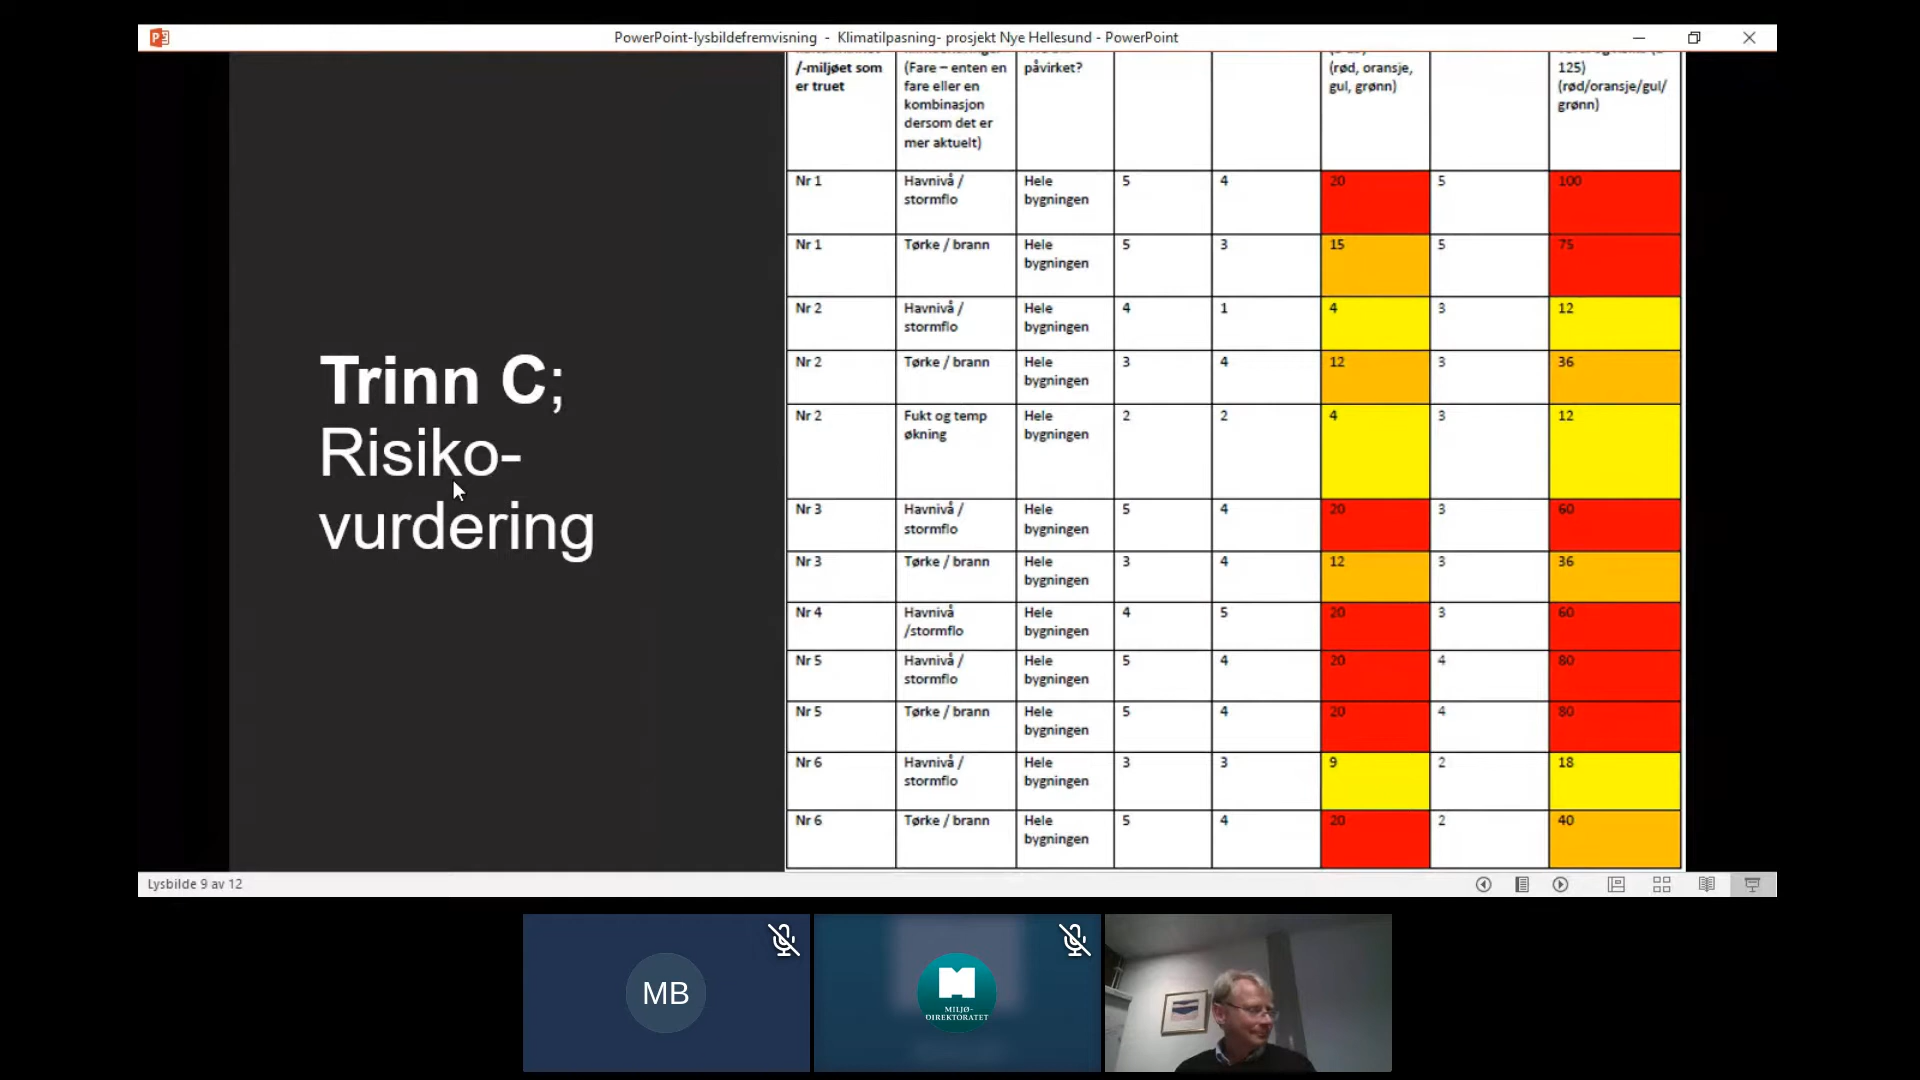 PowerPoint-lysbildefremvisning - Klimatilpasning- prosjekt Nye Hellesund - PowerPoint
Trinn C;
Risiko-
vurdering
/-miljøet som
er truet
(Fare – enten en
fare eller en
kombinasjon
dersom det er
mer aktuelt)
påvirket?
(rød, oransje,
gul, grønn)
125)
(rød/oransje/gul/
grønn)
Nr 1 Havnivå / stormflo Hele bygningen 5 4 20 5 100
Nr 1 Tørke / brann Hele bygningen 5 3 15 5 75
Nr 2 Havnivå / stormflo Hele bygningen 4 1 4 3 12
Nr 2 Tørke / brann Hele bygningen 3 4 12 3 36
Nr 2 Fukt og temp økning Hele bygningen 2 2 4 3 12
Nr 3 Havnivå / stormflo Hele bygningen 5 4 20 3 60
Nr 3 Tørke / brann Hele bygningen 3 4 12 3 36
Nr 4 Havnivå /stormflo Hele bygningen 4 5 20 3 60
Nr 5 Havnivå / stormflo Hele bygningen 5 4 20 4 80
Nr 5 Tørke / brann Hele bygningen 5 4 20 4 80
Nr 6 Havnivå / stormflo Hele bygningen 3 3 9 2 18
Nr 6 Tørke / brann Hele bygningen 5 4 20 2 40
Lysbilde 9 av 12
MB
MILJØ-
DIREKTORATET